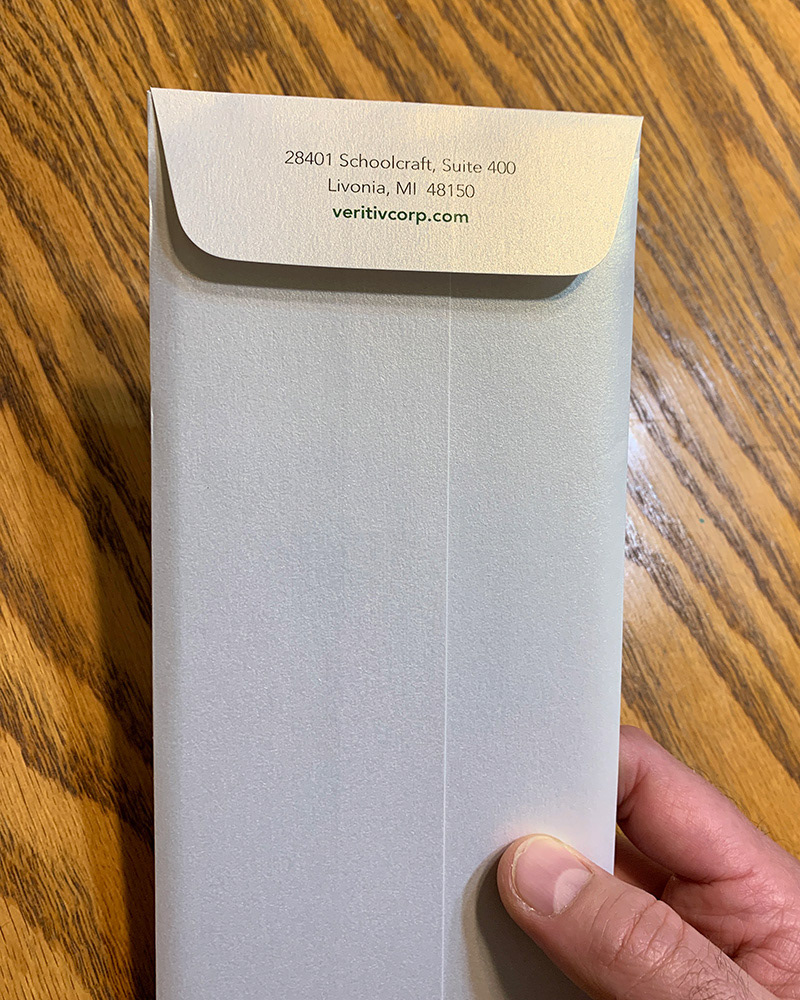 28401 Schoolcraft, Suite 400
Livonia, MI 48150
veritivcorp.com